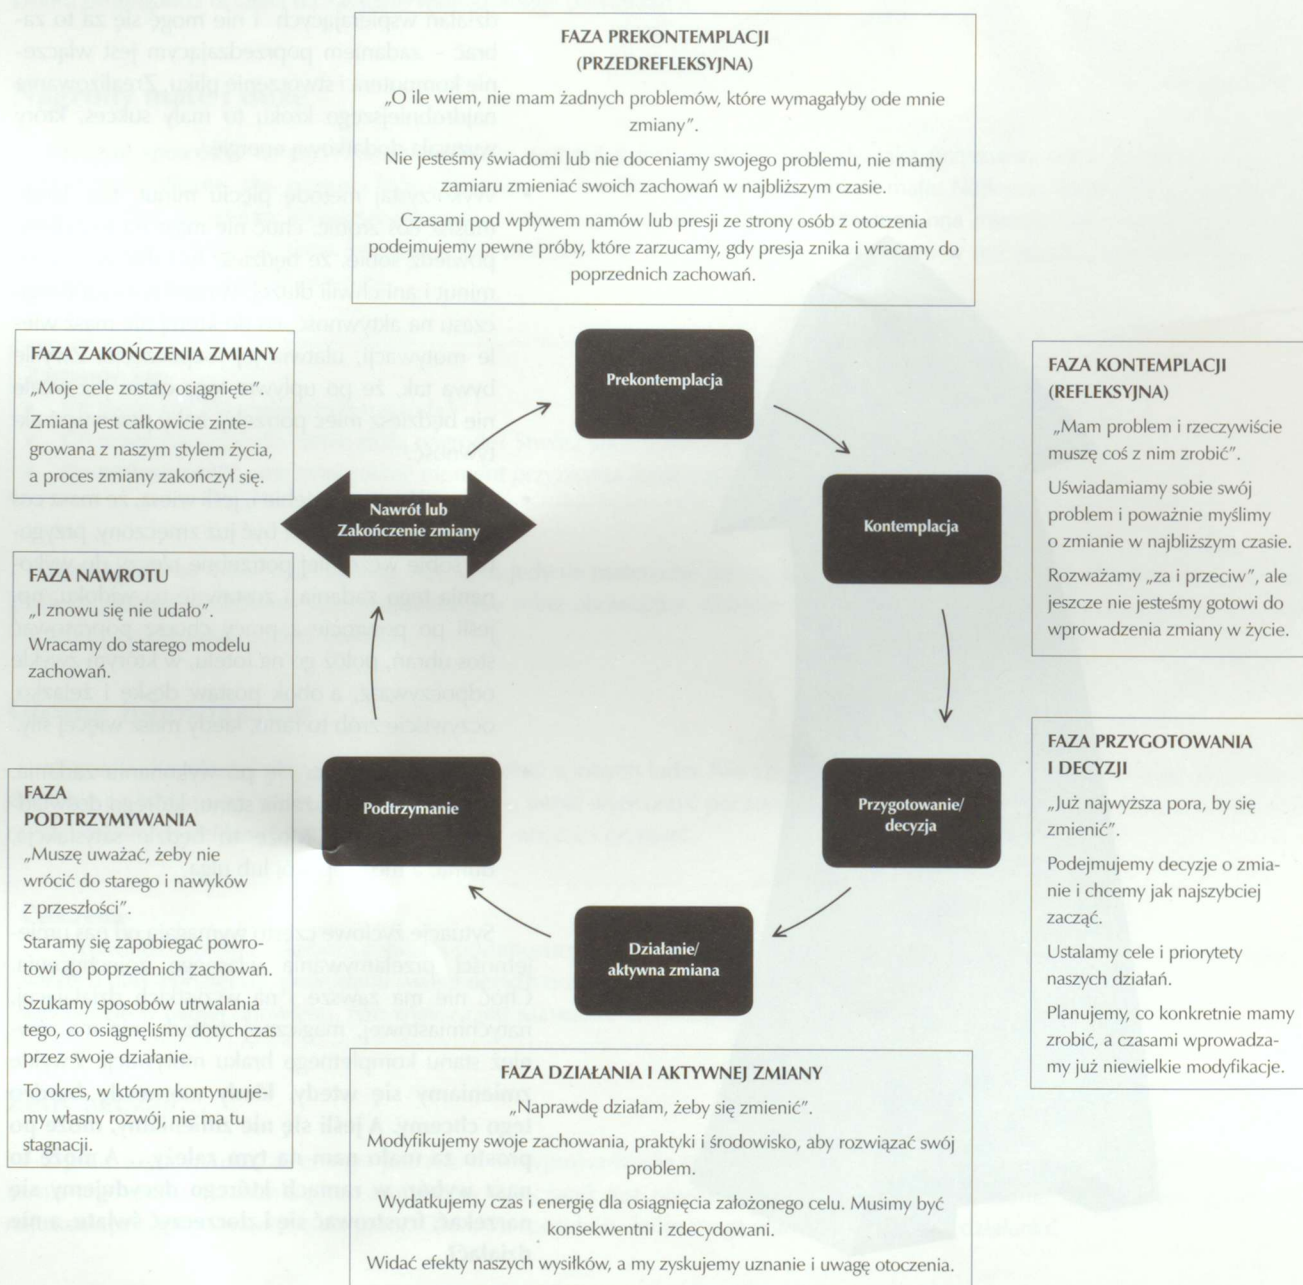 FAZA PREKONTEMPLACJI
(PRZEDREFLEKSYJNA)
„O ile wiem, nie mam żadnych problemów, które wymagałyby ode mnie
zmiany”.
Nie jesteśmy świadomi lub nie doceniamy swojego problemu, nie mamy
zamiaru zmieniać swoich zachowań w najbliższym czasie.
Czasami pod wpływem namów lub presji ze strony osób z otoczenia
podejmujemy pewne próby, które zarzucamy, gdy presja znika i wracamy do
poprzednich zachowań.
Prekontemplacja
FAZA KONTEMPLACJI
(REFLEKSYJNA)
„Mam problem i rzeczywiście
muszę coś z nim zrobić”.
Uświadamiamy sobie swój
problem i poważnie myślimy
o zmianie w najbliższym czasie.
Rozważamy „za i przeciw”, ale
jeszcze nie jesteśmy gotowi do
wprowadzenia zmiany w życie.
Kontemplacja
FAZA PRZYGOTOWANIA
I DECYZJI
„Już najwyższa pora, by się
zmienić”.
Podejmujemy decyzje o zmia-
nie i chcemy jak najszybciej
zacząć.
Ustalamy cele i priorytety
naszych działań.
Planujemy, co konkretnie mamy
zrobić, a czasami wprowadza-
my już niewielkie modyfikacje.
Przygotowanie/
decyzja
Działanie/
aktywna zmiana
FAZA DZIAŁANIA I AKTYWNEJ ZMIANY
„Naprawdę działam, żeby się zmienić”.
Modyfikujemy swoje zachowania, praktyki i środowisko, aby rozwiązać swój
problem.
Wydatkujemy czas i energię dla osiągnięcia założonego celu. Musimy być
konsekwentni i zdecydowani.
Widać efekty naszych wysiłków, a my zyskujemy uznanie i uwagę otoczenia.
Podtrzymanie
FAZA
PODTRZYMYWANIA
„Muszę uważać, żeby nie
wrócić do starego i nawyków
z przeszłości”.
Staramy się zapobiegać powro-
towi do poprzednich zachowań.
Szukamy sposobów utrwalania
tego, co osiągnęliśmy dotychczas
przez swoje działanie.
To okres, w którym kontynuuje-
my własny rozwój, nie ma tu
stagnacji.
Nawrót lub
Zakończenie zmiany
FAZA ZAKOŃCZENIA ZMIANY
„Moje cele zostały osiągnięte”.
Zmiana jest całkowicie zinte-
growana z naszym stylem życia,
a proces zmiany zakończył się.
FAZA NAWROTU
„I znowu się nie udało”.
Wracamy do starego modelu
zachowań.